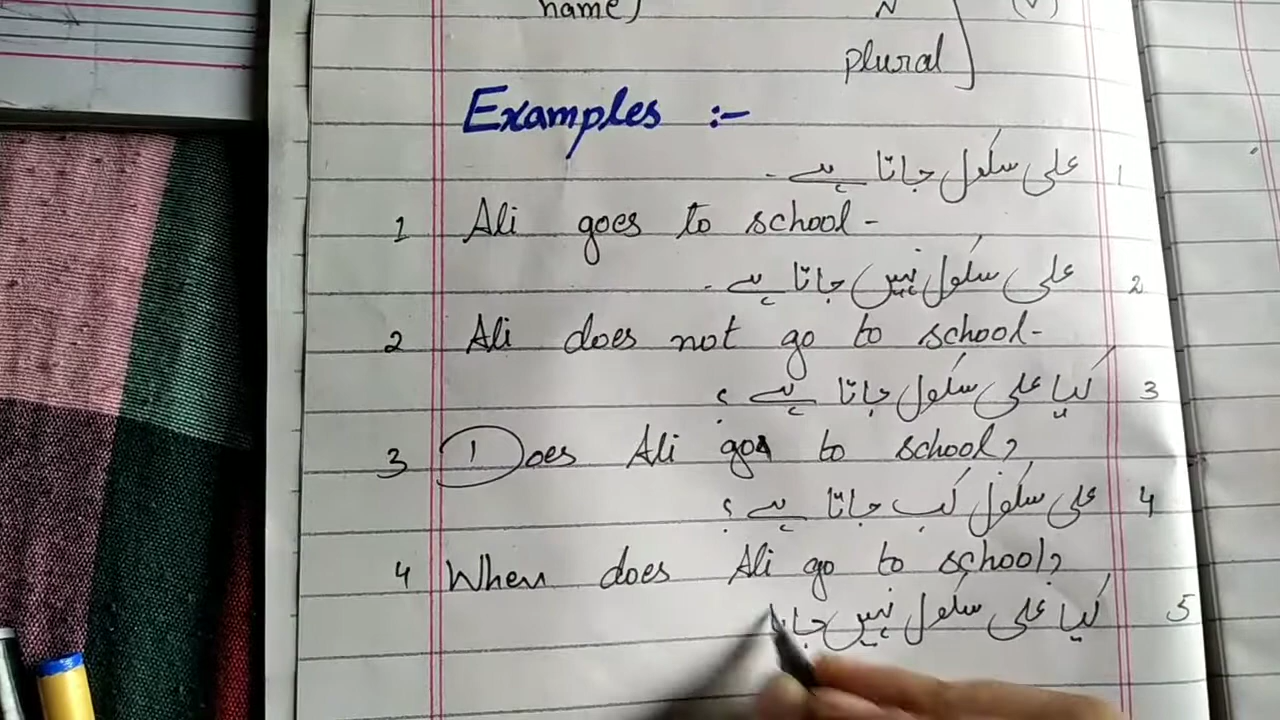 name)
(v)
plural
Examples :-
علی سکول جاتا ہے۔ 1
1 Ali goes to school -
علی سکول نہیں جاتا ہے۔ 2
2 Ali does not go to school-
کیا علی سکول جاتا ہے؟ 3
3 Does Ali go to school?
علی سکول کب جاتا ہے؟ 4
4 When does Ali go to school?
کیا علی سکول نہیں جاتا 5